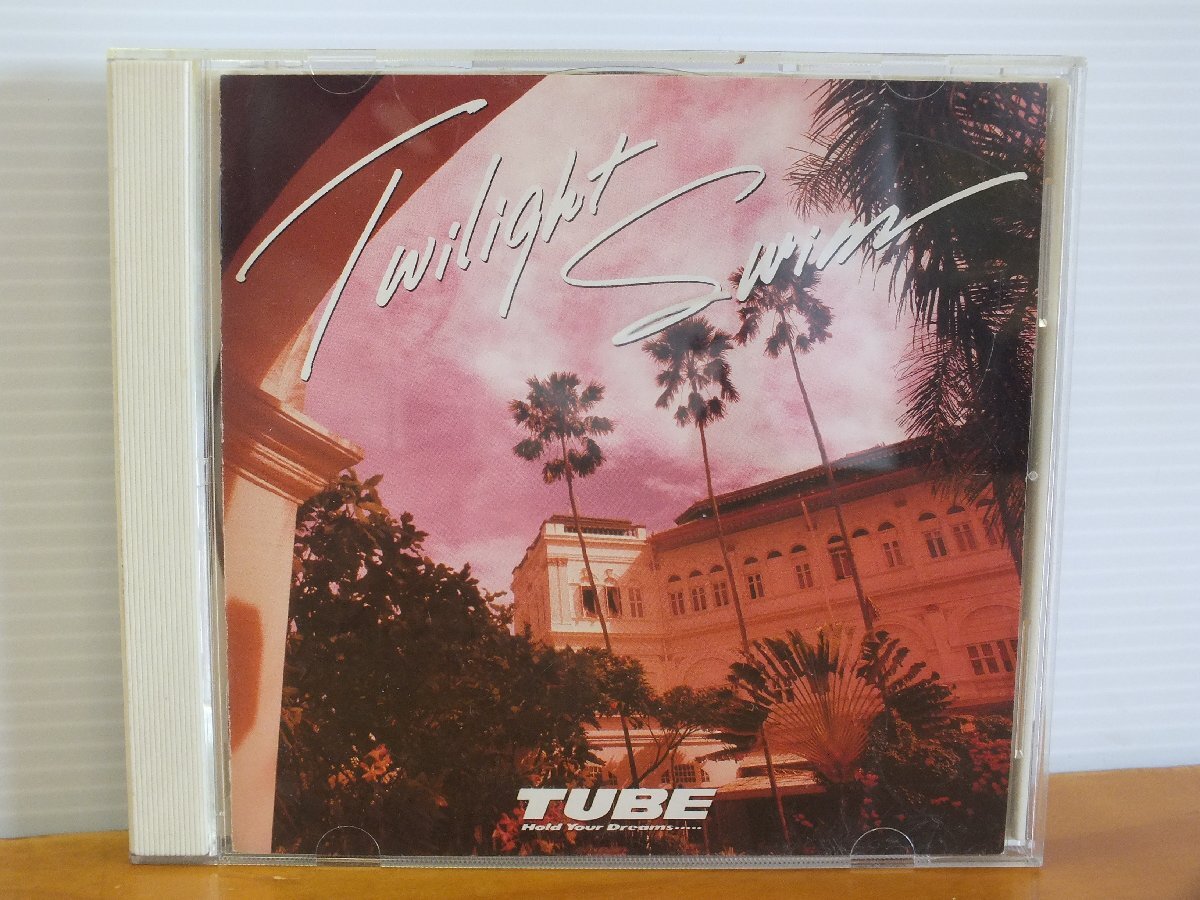 Twilight Swim
TUBE
Hold Your Dreams.....